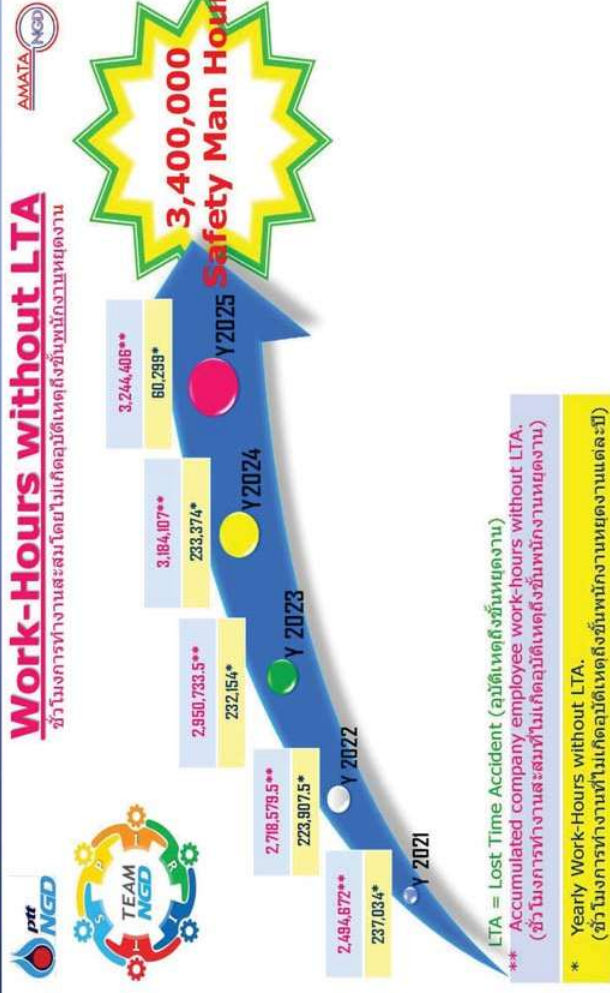 ptt
NGD
Work-Hours without LTA
ชั่วโมงการทำงานสะสมโดยไม่เกิดอุบัติเหตุถึงขั้นพนักงานหยุดงาน
AMATA NGD
S P I R I T
TEAM
NGD
2,494,672**
237,034*
Y 2021
2,718,579.5**
223,907.5*
Y 2022
2,950,733.5**
232,154*
Y 2023
3,184,107**
233,374*
Y2024
3,244,406**
60,299*
Y2025
3,400,000
Safety Man Hour
LTA = Lost Time Accident (อุบัติเหตุถึงขั้นหยุดงาน)
** Accumulated company employee work-hours without LTA.
(ชั่วโมงการทำงานสะสมที่ไม่เกิดอุบัติเหตุถึงขั้นพนักงานหยุดงาน)
* Yearly Work-Hours without LTA.
(ชั่วโมงการทำงานที่ไม่เกิดอุบัติเหตุถึงขั้นพนักงานหยุดงานแต่ละปี)